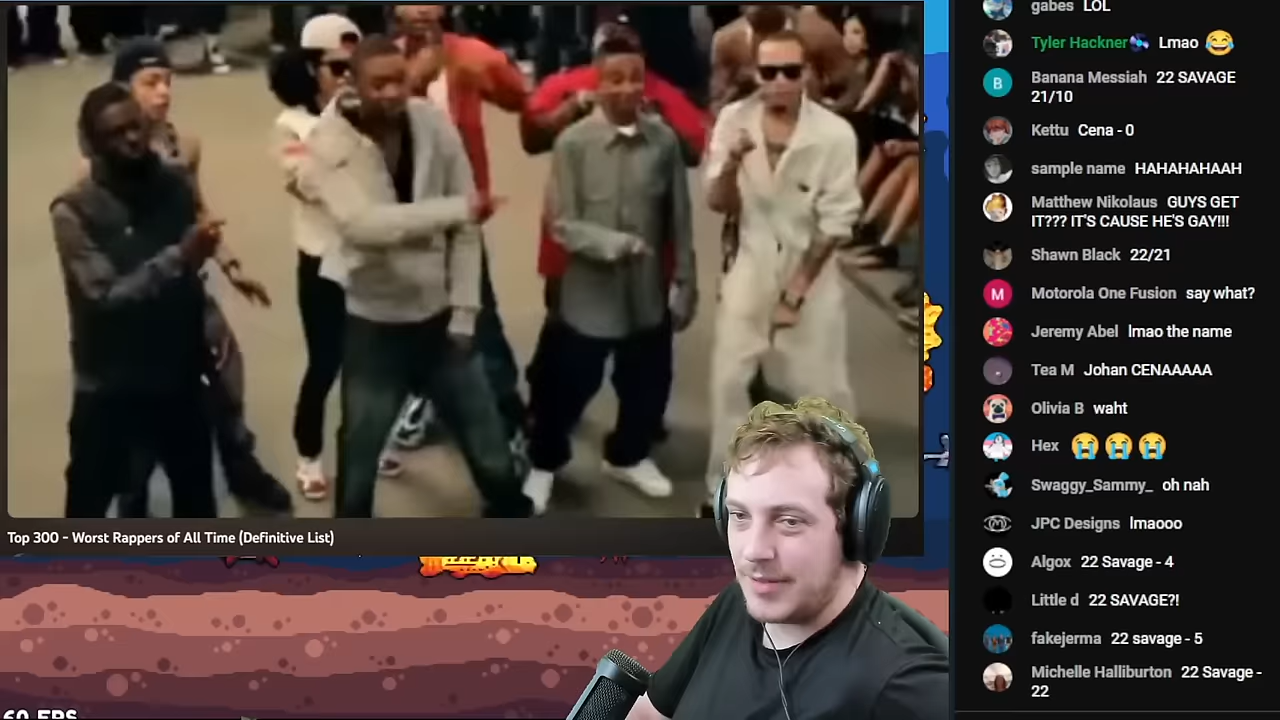 Top 300 - Worst Rappers of All Time (Definitive List)
60 FPS
gabes LOL
Tyler Hackner Lmao 😂
B Banana Messiah 22 SAVAGE
21/10
Kettu Cena - 0
sample name HAHAHAHAAH
Matthew Nikolaus GUYS GET
IT??? IT'S CAUSE HE'S GAY!!!
Shawn Black 22/21
M Motorola One Fusion say what?
Jeremy Abel lmao the name
Tea M Johan CENAAAAA
Olivia B waht
Hex 😭 😭 😭
Swaggy_Sammy_ oh nah
JPC Designs lmaooo
Algox 22 Savage - 4
Little d 22 SAVAGE?!
fakejerma 22 savage - 5
Michelle Halliburton 22 Savage -
22